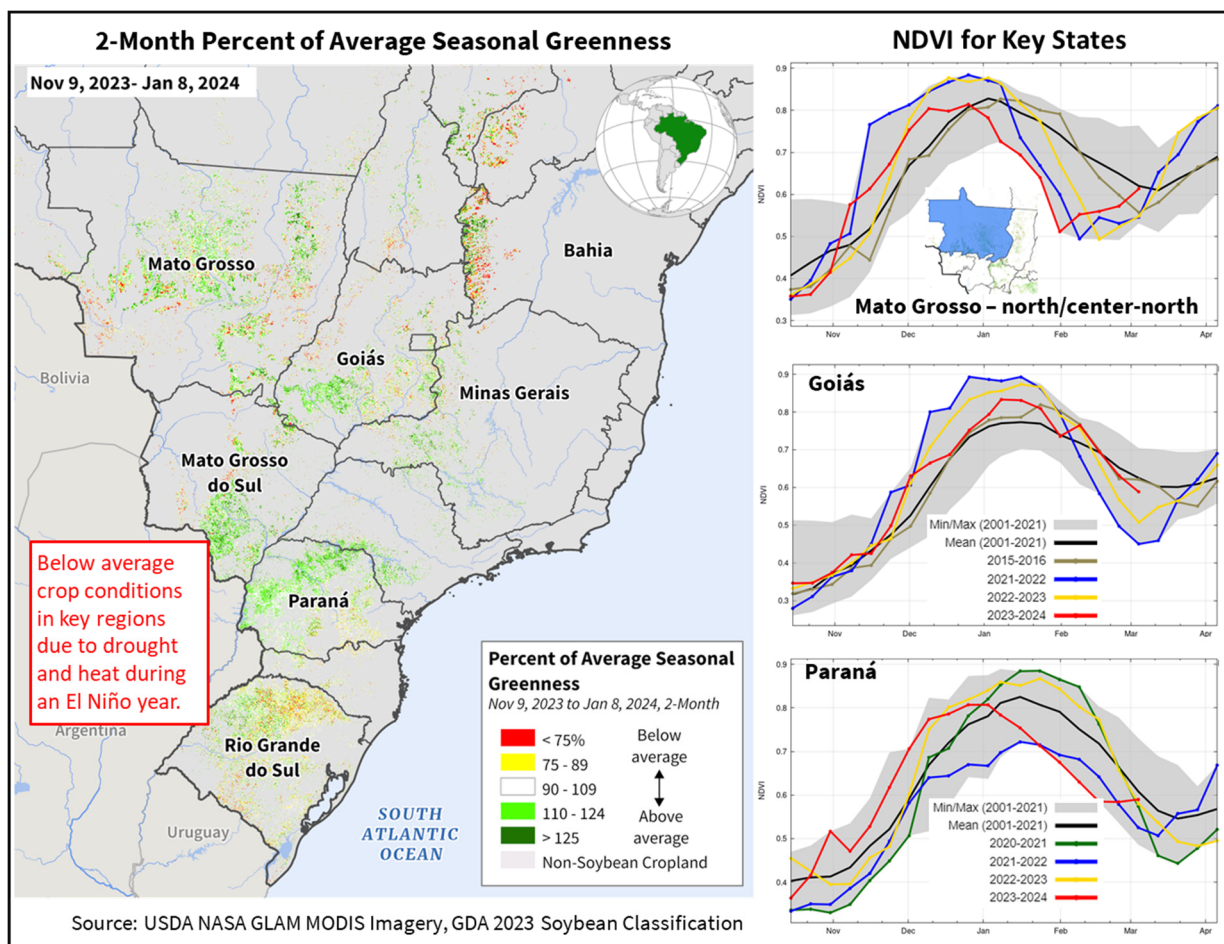 2-Month Percent of Average Seasonal Greenness
Nov 9, 2023- Jan 8, 2024
Mato Grosso
Bahia
Goiás
Minas Gerais
Bolivia
Mato Grosso
do Sul
Below average
crop conditions
in key regions
due to drought
and heat during
an El Niño year.
Paraná
Argentina
Rio Grande
do Sul
Uruguay
SOUTH
ATLANTIC
OCEAN
Percent of Average Seasonal
Greenness
Nov 9, 2023 to Jan 8, 2024, 2-Month
< 75%
75 - 89
90 - 109
110 - 124
> 125
Non-Soybean Cropland
Below
average
Above
average
NDVI for Key States
0.9
0.8
0.7
0.6
0.5
0.4
0.3
NDVI
Nov Dec Jan Feb Mar Apr
Mato Grosso – north/center-north
Goiás
0.9
0.8
0.7
0.6
0.5
0.4
0.3
NDVI
Min/Max (2001-2021)
Mean (2001-2021)
2015-2016
2021-2022
2022-2023
2023-2024
Nov Dec Jan Feb Mar Apr
Paraná
0.9
0.8
0.7
0.6
0.5
0.4
NDVI
Min/Max (2001-2021)
Mean (2001-2021)
2020-2021
2021-2022
2022-2023
2023-2024
Nov Dec Jan Feb Mar Apr
Source: USDA NASA GLAM MODIS Imagery, GDA 2023 Soybean Classification